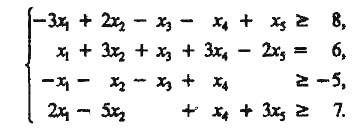 −3x₁ + 2x₂ − x₃ − x₄ + x₅ ≥ 8,
x₁ + 3x₂ + x₃ + 3x₄ − 2x₅ = 6,
−x₁ − x₂ − x₃ + x₄ ≥ −5,
2x₁ − 5x₂ + x₄ + 3x₅ ≥ 7.